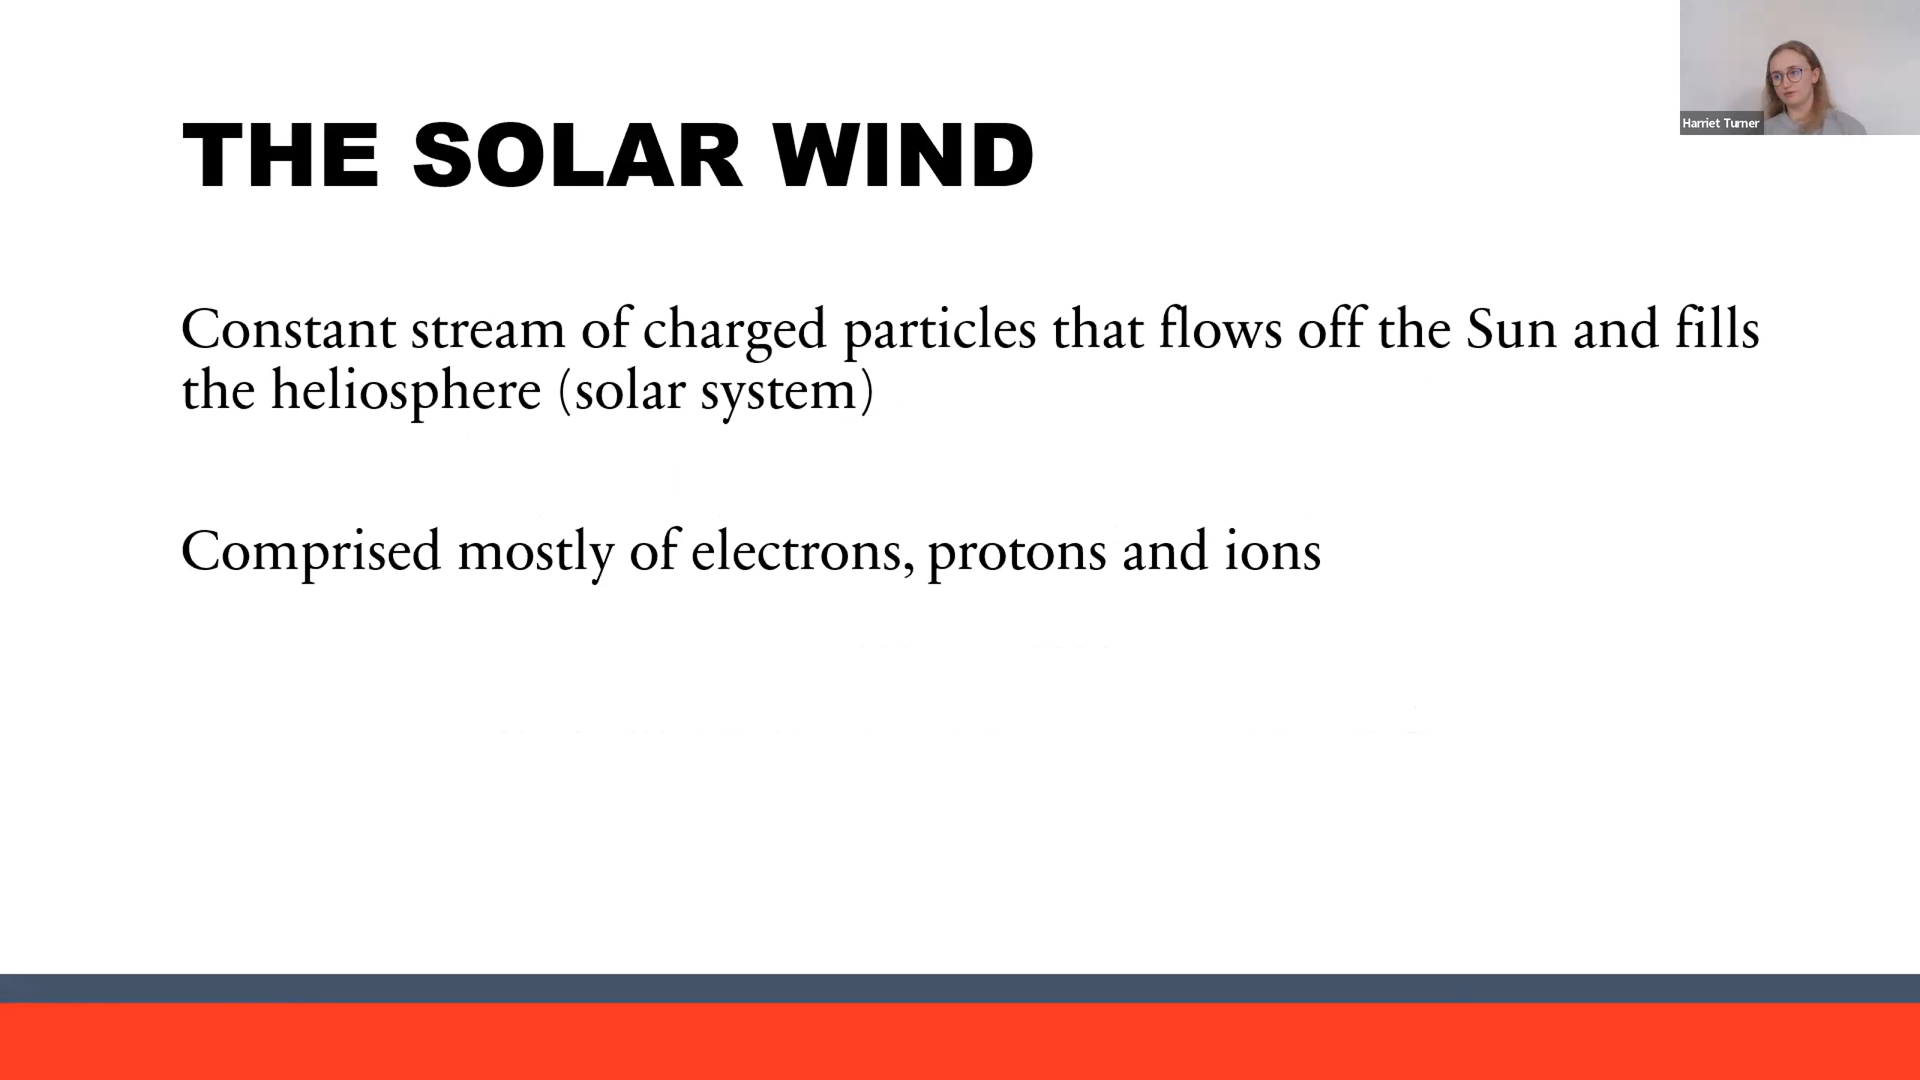 Harriet Turner
THE SOLAR WIND
Constant stream of charged particles that flows off the Sun and fills
the heliosphere (solar system)
Comprised mostly of electrons, protons and ions